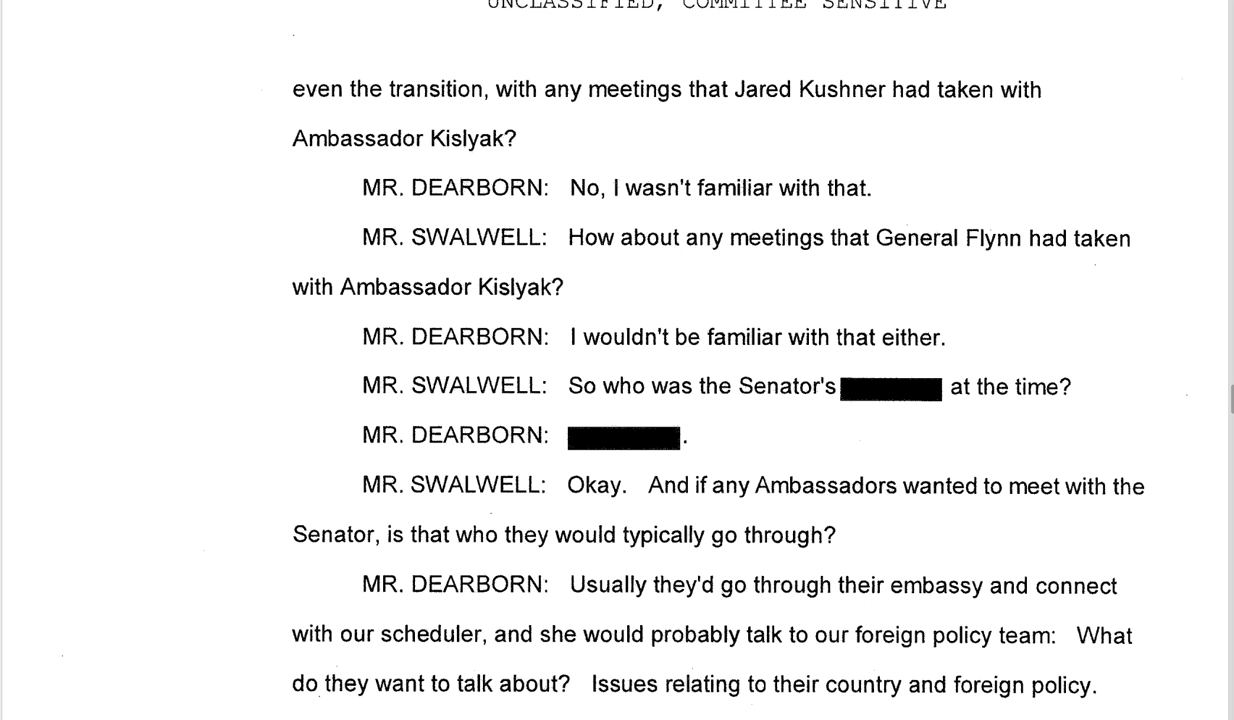 UNCLASSIFIED, COMMITTEE SENSITIVE
even the transition, with any meetings that Jared Kushner had taken with
Ambassador Kislyak?
MR. DEARBORN: No, I wasn't familiar with that.
MR. SWALWELL: How about any meetings that General Flynn had taken
with Ambassador Kislyak?
MR. DEARBORN: I wouldn't be familiar with that either.
MR. SWALWELL: So who was the Senator's at the time?
MR. DEARBORN: .
MR. SWALWELL: Okay. And if any Ambassadors wanted to meet with the
Senator, is that who they would typically go through?
MR. DEARBORN: Usually they'd go through their embassy and connect
with our scheduler, and she would probably talk to our foreign policy team: What
do they want to talk about? Issues relating to their country and foreign policy.